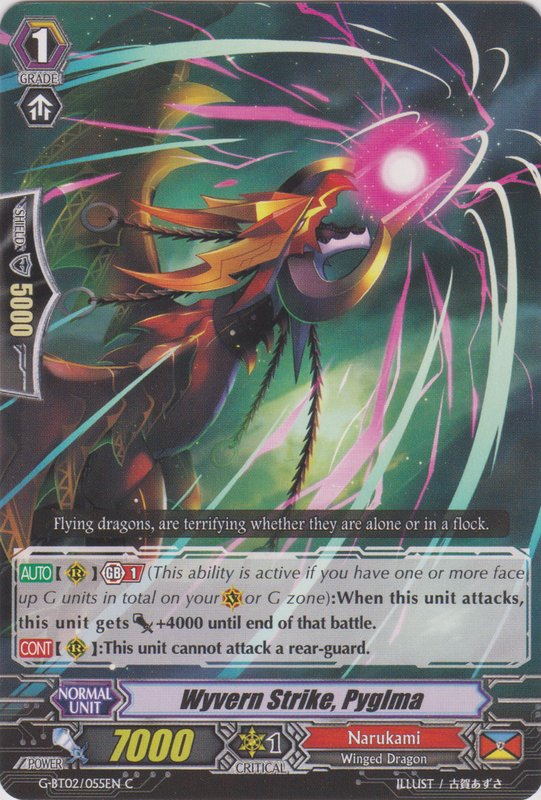 1
GRADE
SHIELD
5000
Flying dragons, are terrifying whether they are alone or in a flock.
AUTO [R] GB 1 (This ability is active if you have one or more face
up G units in total on your V or G zone):When this unit attacks,
this unit gets +4000 until end of that battle.
CONT [R]:This unit cannot attack a rear-guard.
NORMAL
UNIT
Wyvern Strike, Pyglma
POWER
7000
1
CRITICAL
Narukami
Winged Dragon
G-BT02/055EN C
ILLUST / 古賀あずさ